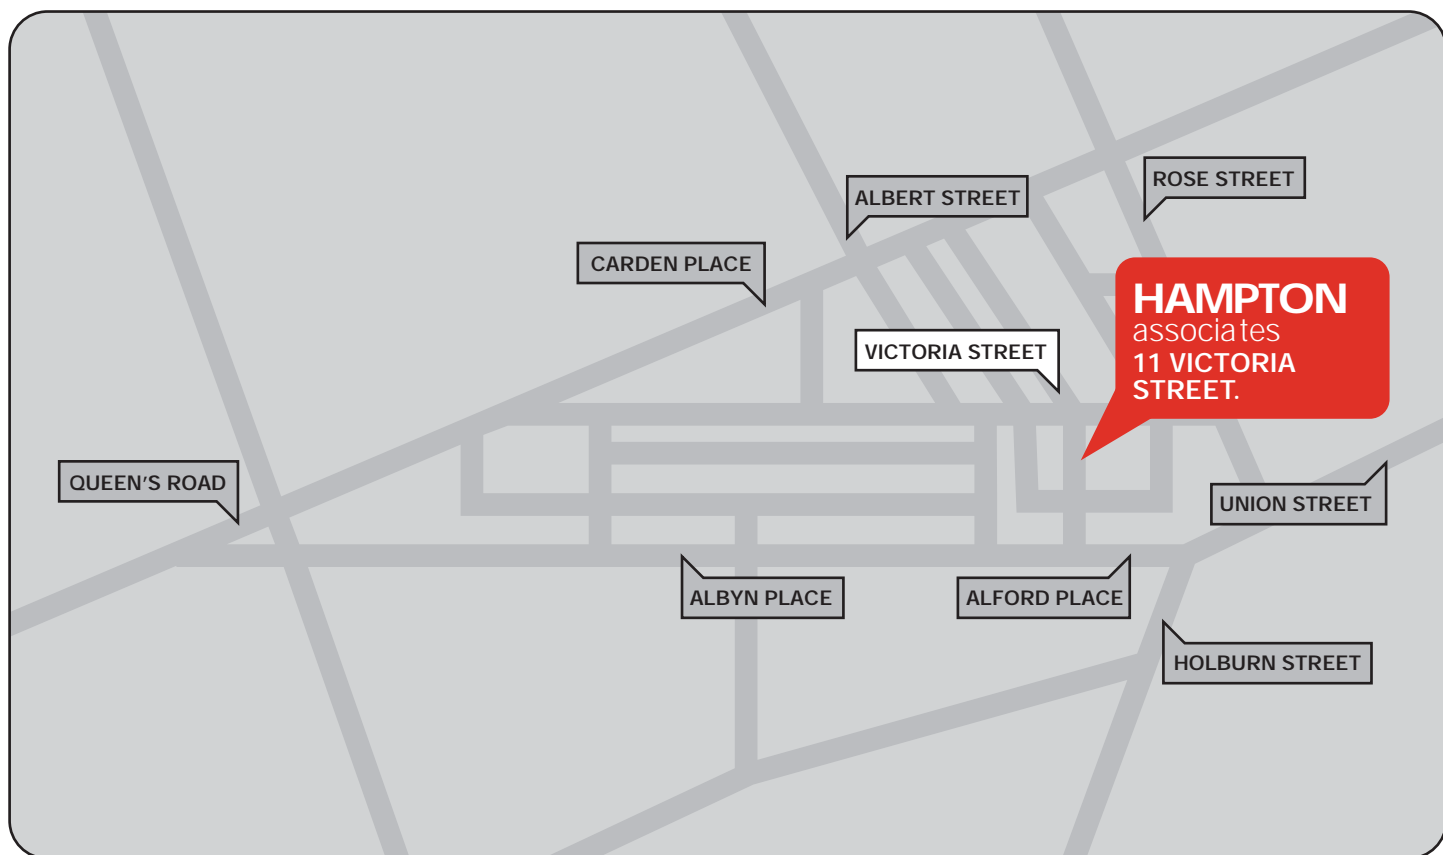 ROSE STREET
ALBERT STREET
CARDEN PLACE
HAMPTON
associates
11 VICTORIA
STREET.
VICTORIA STREET
QUEEN'S ROAD
UNION STREET
ALBYN PLACE
ALFORD PLACE
HOLBURN STREET